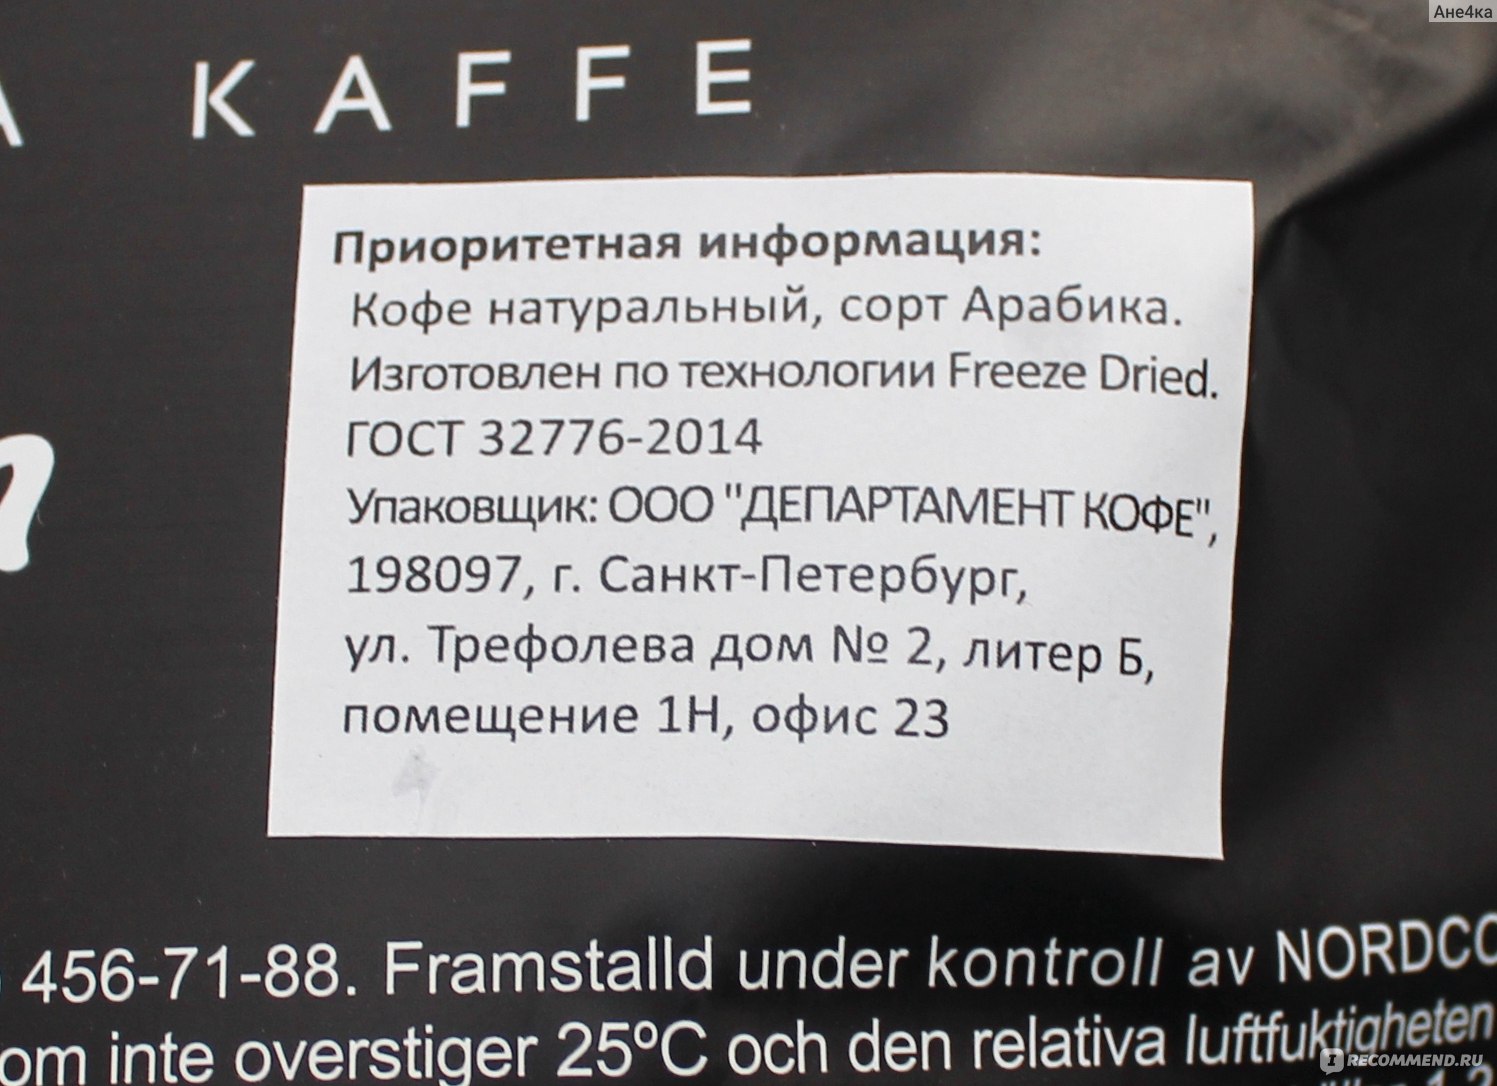 Ане4ка
KAFFE
Приоритетная информация:
Кофе натуральный, сорт Арабика.
Изготовлен по технологии Freeze Dried.
ГОСТ 32776-2014
Упаковщик: ООО "ДЕПАРТАМЕНТ КОФЕ",
198097, г. Санкт-Петербург,
ул. Трефолева дом № 2, литер Б,
помещение 1Н, офис 23
456-71-88. Framstalld under kontroll av NORDCO
om inte overstiger 25ºC och den relativa luftfuktigheten
IRECOMMEND.RU